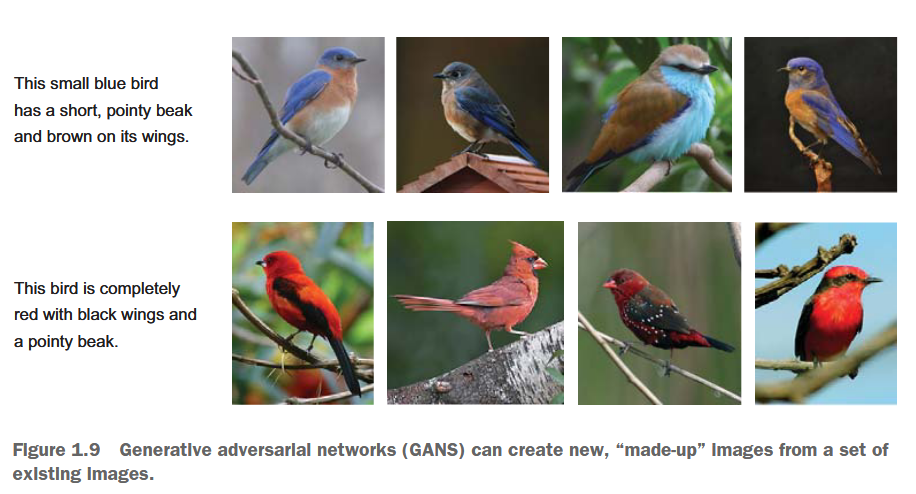 This small blue bird
has a short, pointy beak
and brown on its wings.
This bird is completely
red with black wings and
a pointy beak.
Figure 1.9 Generative adversarial networks (GANS) can create new, “made-up” images from a set of
existing images.